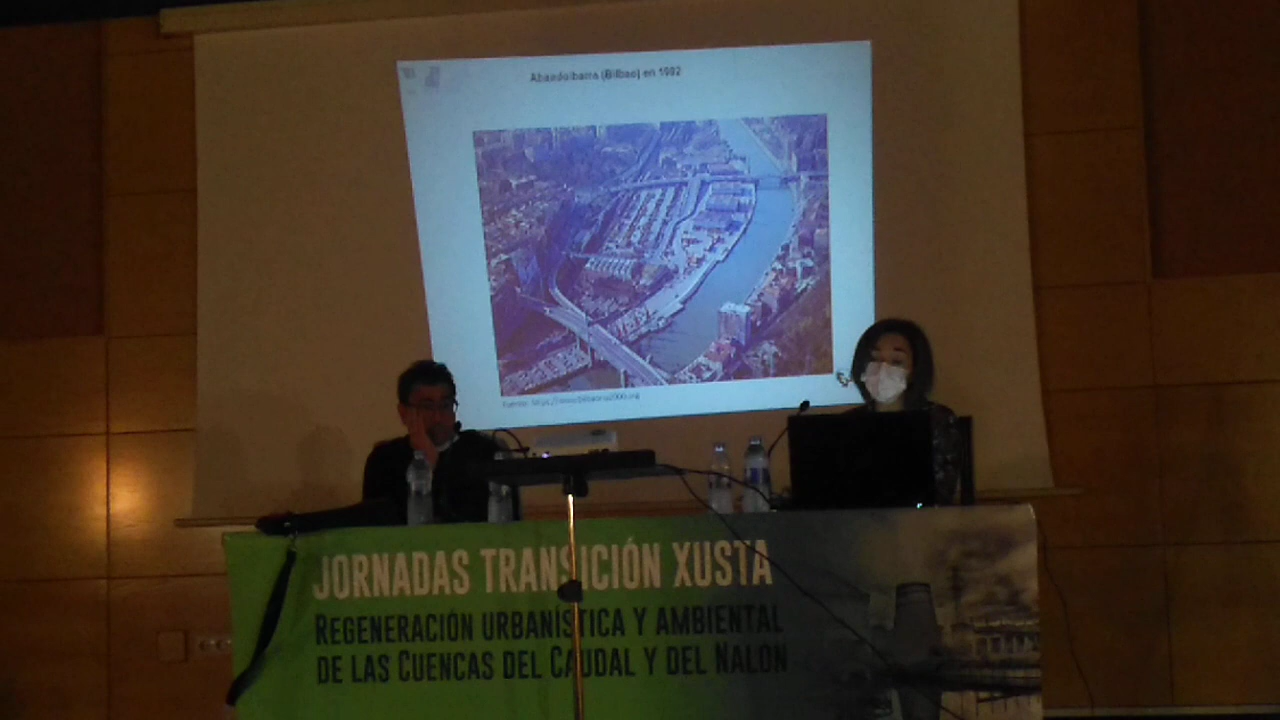 Abandoibarra (Bilbao) en 1992
JORNADAS TRANSICIÓN XUSTA
REGENERACIÓN URBANÍSTICA Y AMBIENTAL
DE LAS CUENCAS DEL CAUDAL Y DEL NALÓN